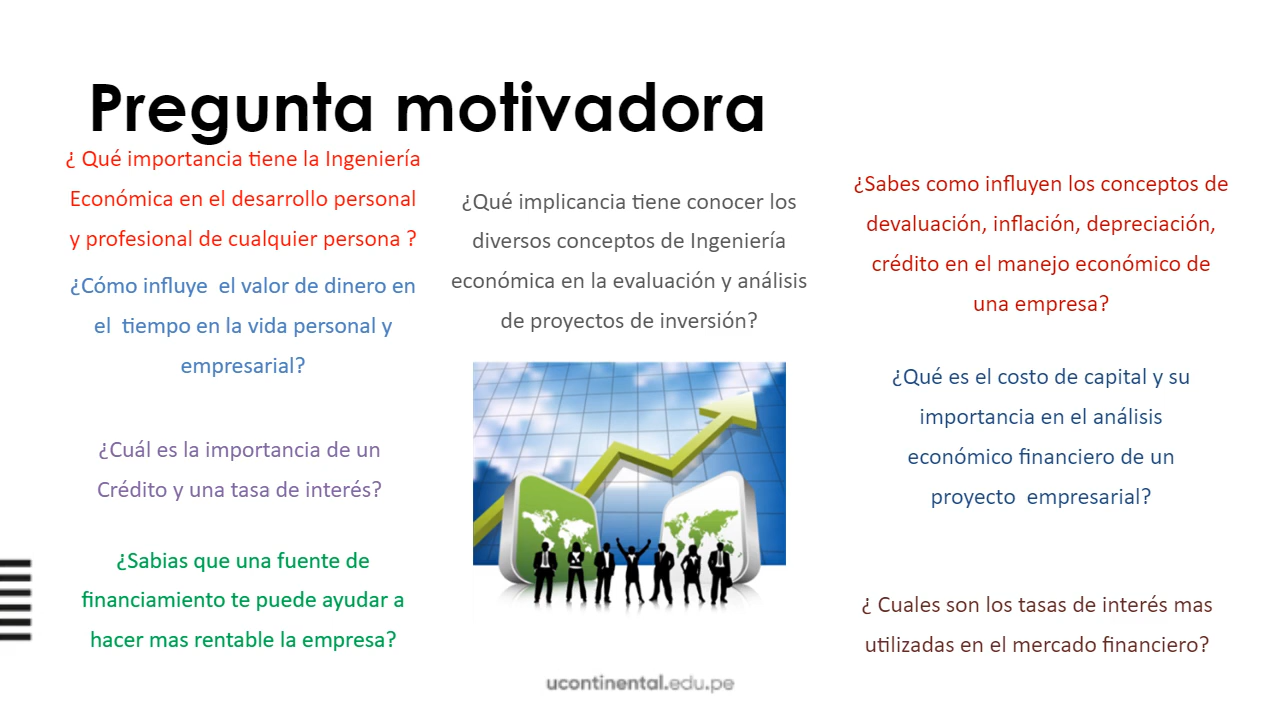 Pregunta motivadora
¿ Qué importancia tiene la Ingeniería
Económica en el desarrollo personal
y profesional de cualquier persona ?
¿Cómo influye  el valor de dinero en
el  tiempo en la vida personal y
empresarial?
¿Cuál es la importancia de un
Crédito y una tasa de interés?
¿Sabias que una fuente de
financiamiento te puede ayudar a
hacer mas rentable la empresa?
¿Qué implicancia tiene conocer los
diversos conceptos de Ingeniería
económica en la evaluación y análisis
de proyectos de inversión?
¿Sabes como influyen los conceptos de
devaluación, inflación, depreciación,
crédito en el manejo económico de
una empresa?
¿Qué es el costo de capital y su
importancia en el análisis
económico financiero de un
proyecto  empresarial?
¿ Cuales son los tasas de interés mas
utilizadas en el mercado financiero?
ucontinental.edu.pe